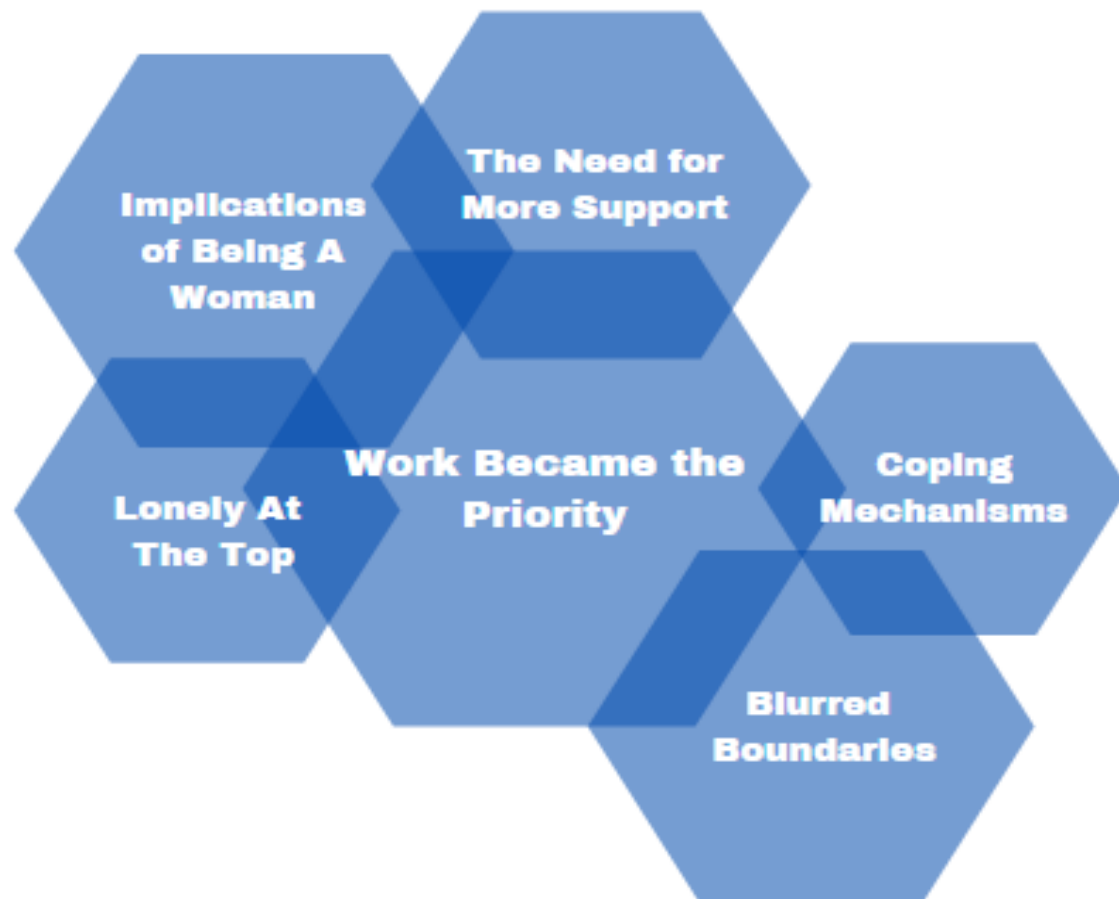 The Need for
More Support
Implications
of Being A
Woman
Work Became the
Priority
Coping
Mechanisms
Lonely At
The Top
Blurred
Boundaries